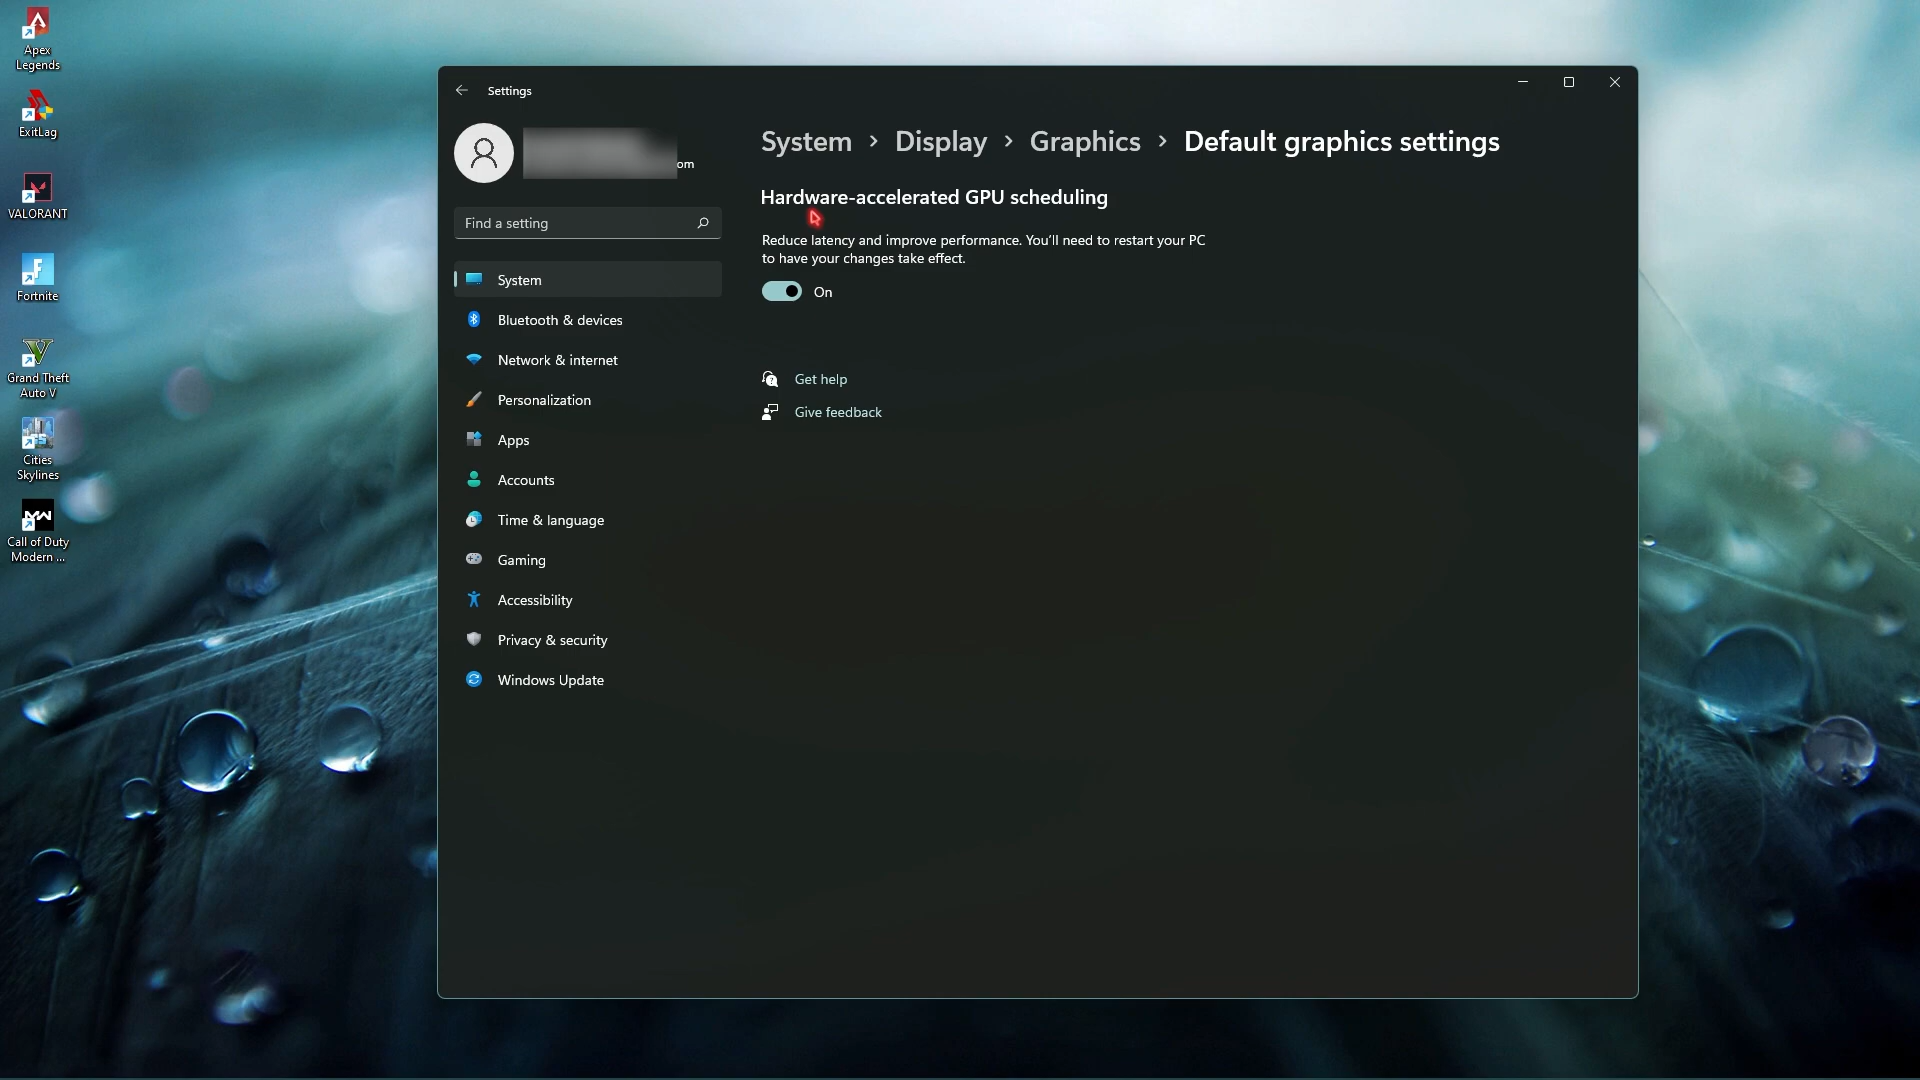 Apex
Legends
ExitLag
VALORANT
Fortnite
Grand Theft
Auto V
Cities
Skylines
Call of Duty
Modern ...
Settings
om
Find a setting
System
Bluetooth & devices
Network & internet
Personalization
Apps
Accounts
Time & language
Gaming
Accessibility
Privacy & security
Windows Update
System > Display > Graphics > Default graphics settings
Hardware-accelerated GPU scheduling
Reduce latency and improve performance. You'll need to restart your PC
to have your changes take effect.
On
Get help
Give feedback